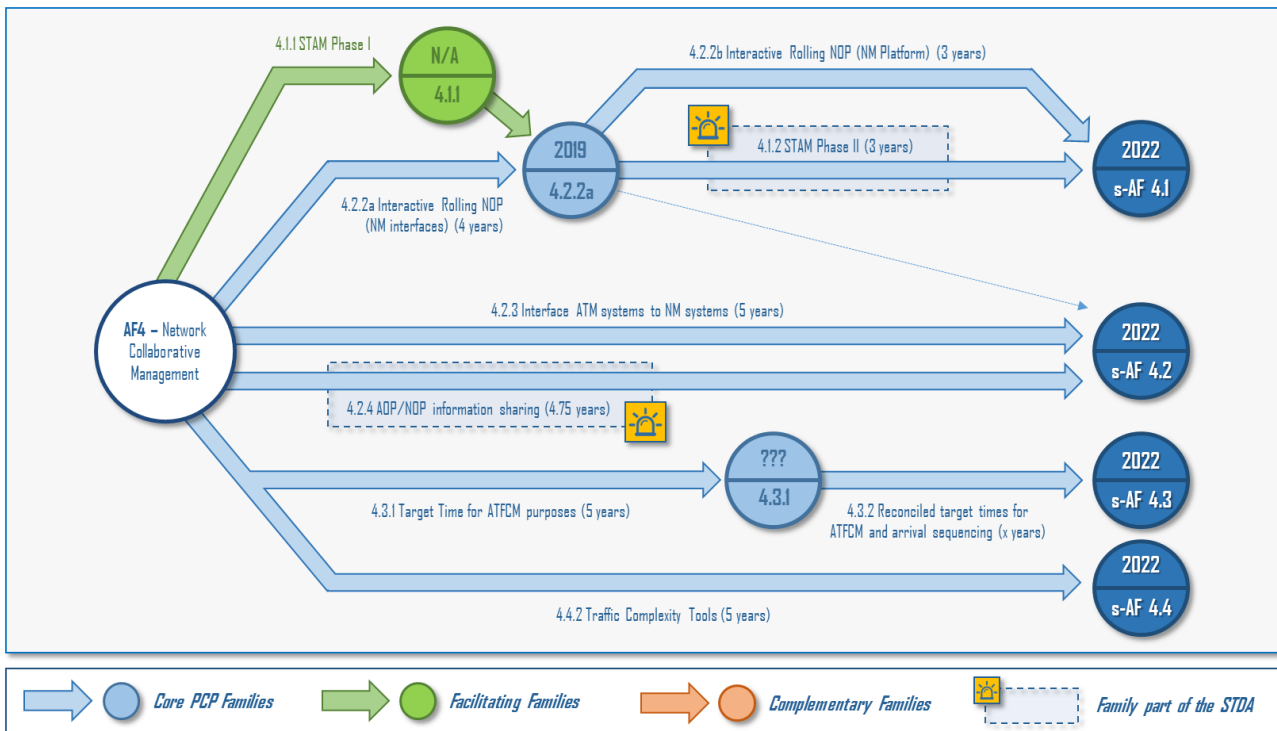 4.1.1 STAM Phase I
N/A
4.1.1
4.2.2b Interactive Rolling NOP (NM Platform) (3 years)
2019
4.2.2a
4.1.2 STAM Phase II (3 years)
2022
s-AF 4.1
4.2.2a Interactive Rolling NOP
(NM interfaces) (4 years)
AF4 – Network
Collaborative
Management
4.2.3 Interface ATM systems to NM systems (5 years)
2022
s-AF 4.2
4.2.4 AOP/NOP information sharing (4.75 years)
???
4.3.1
2022
s-AF 4.3
4.3.1 Target Time for ATFCM purposes (5 years)
4.3.2 Reconciled target times for
ATFCM and arrival sequencing (x years)
2022
s-AF 4.4
4.4.2 Traffic Complexity Tools (5 years)
Core PCP Families
Facilitating Families
Complementary Families
Family part of the STDA